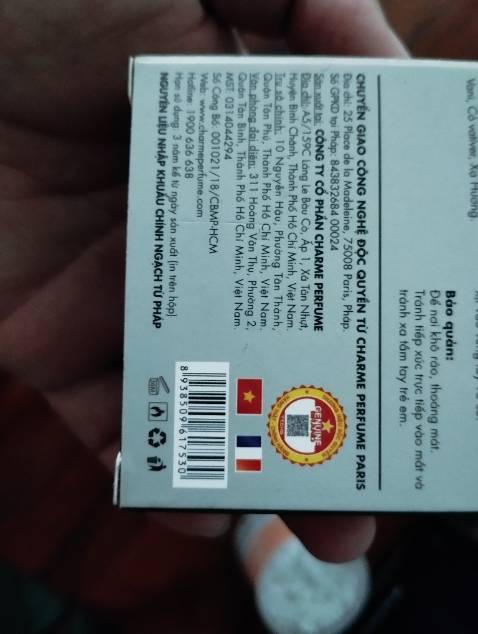 Vani, Cỏ vativer, Xạ Hương.
Bảo quản:
Để nơi khô ráo, thoáng mát.
Tránh tiếp xúc trực tiếp vào mắt và
tránh xa tầm tay trẻ em.
CHUYỂN GIAO CÔNG NGHỆ ĐỘC QUYỀN TỪ CHARME PERFUME PARIS
Địa chỉ: 25 Place de la Madeleine, 75008 Paris, Pháp.
Số GPKD tại Pháp: 843832684 00024
Sản xuất tại: CÔNG TY CỔ PHẦN CHARME PERFUME
Địa chỉ: A5/159C, Láng Le Bàu Cò, Ấp 1, Xã Tân Nhựt,
Huyện Bình Chánh, Thành Phố Hồ Chí Minh, Việt Nam.
Trụ sở chính: 10 Nguyễn Háo, Phường Tân Thành,
Quận Tân Phú, Thành Phố Hồ Chí Minh, Việt Nam.
Văn phòng đại diện: 311 Hoàng Văn Thụ, Phường 2,
Quận Tân Bình, Thành Phố Hồ Chí Minh, Việt Nam.
MST: 0314044294
Số Công Bố: 001021/18/CBMP-HCM
Web: www.charmeperfume.com
Hotline: 1900 636 638
Hạn sử dụng: 3 năm kể từ ngày sản xuất (in trên hộp)
NGUYÊN LIỆU NHẬP KHẨU CHÍNH NGẠCH TỪ PHÁP
GENUINE
8 938509 617530